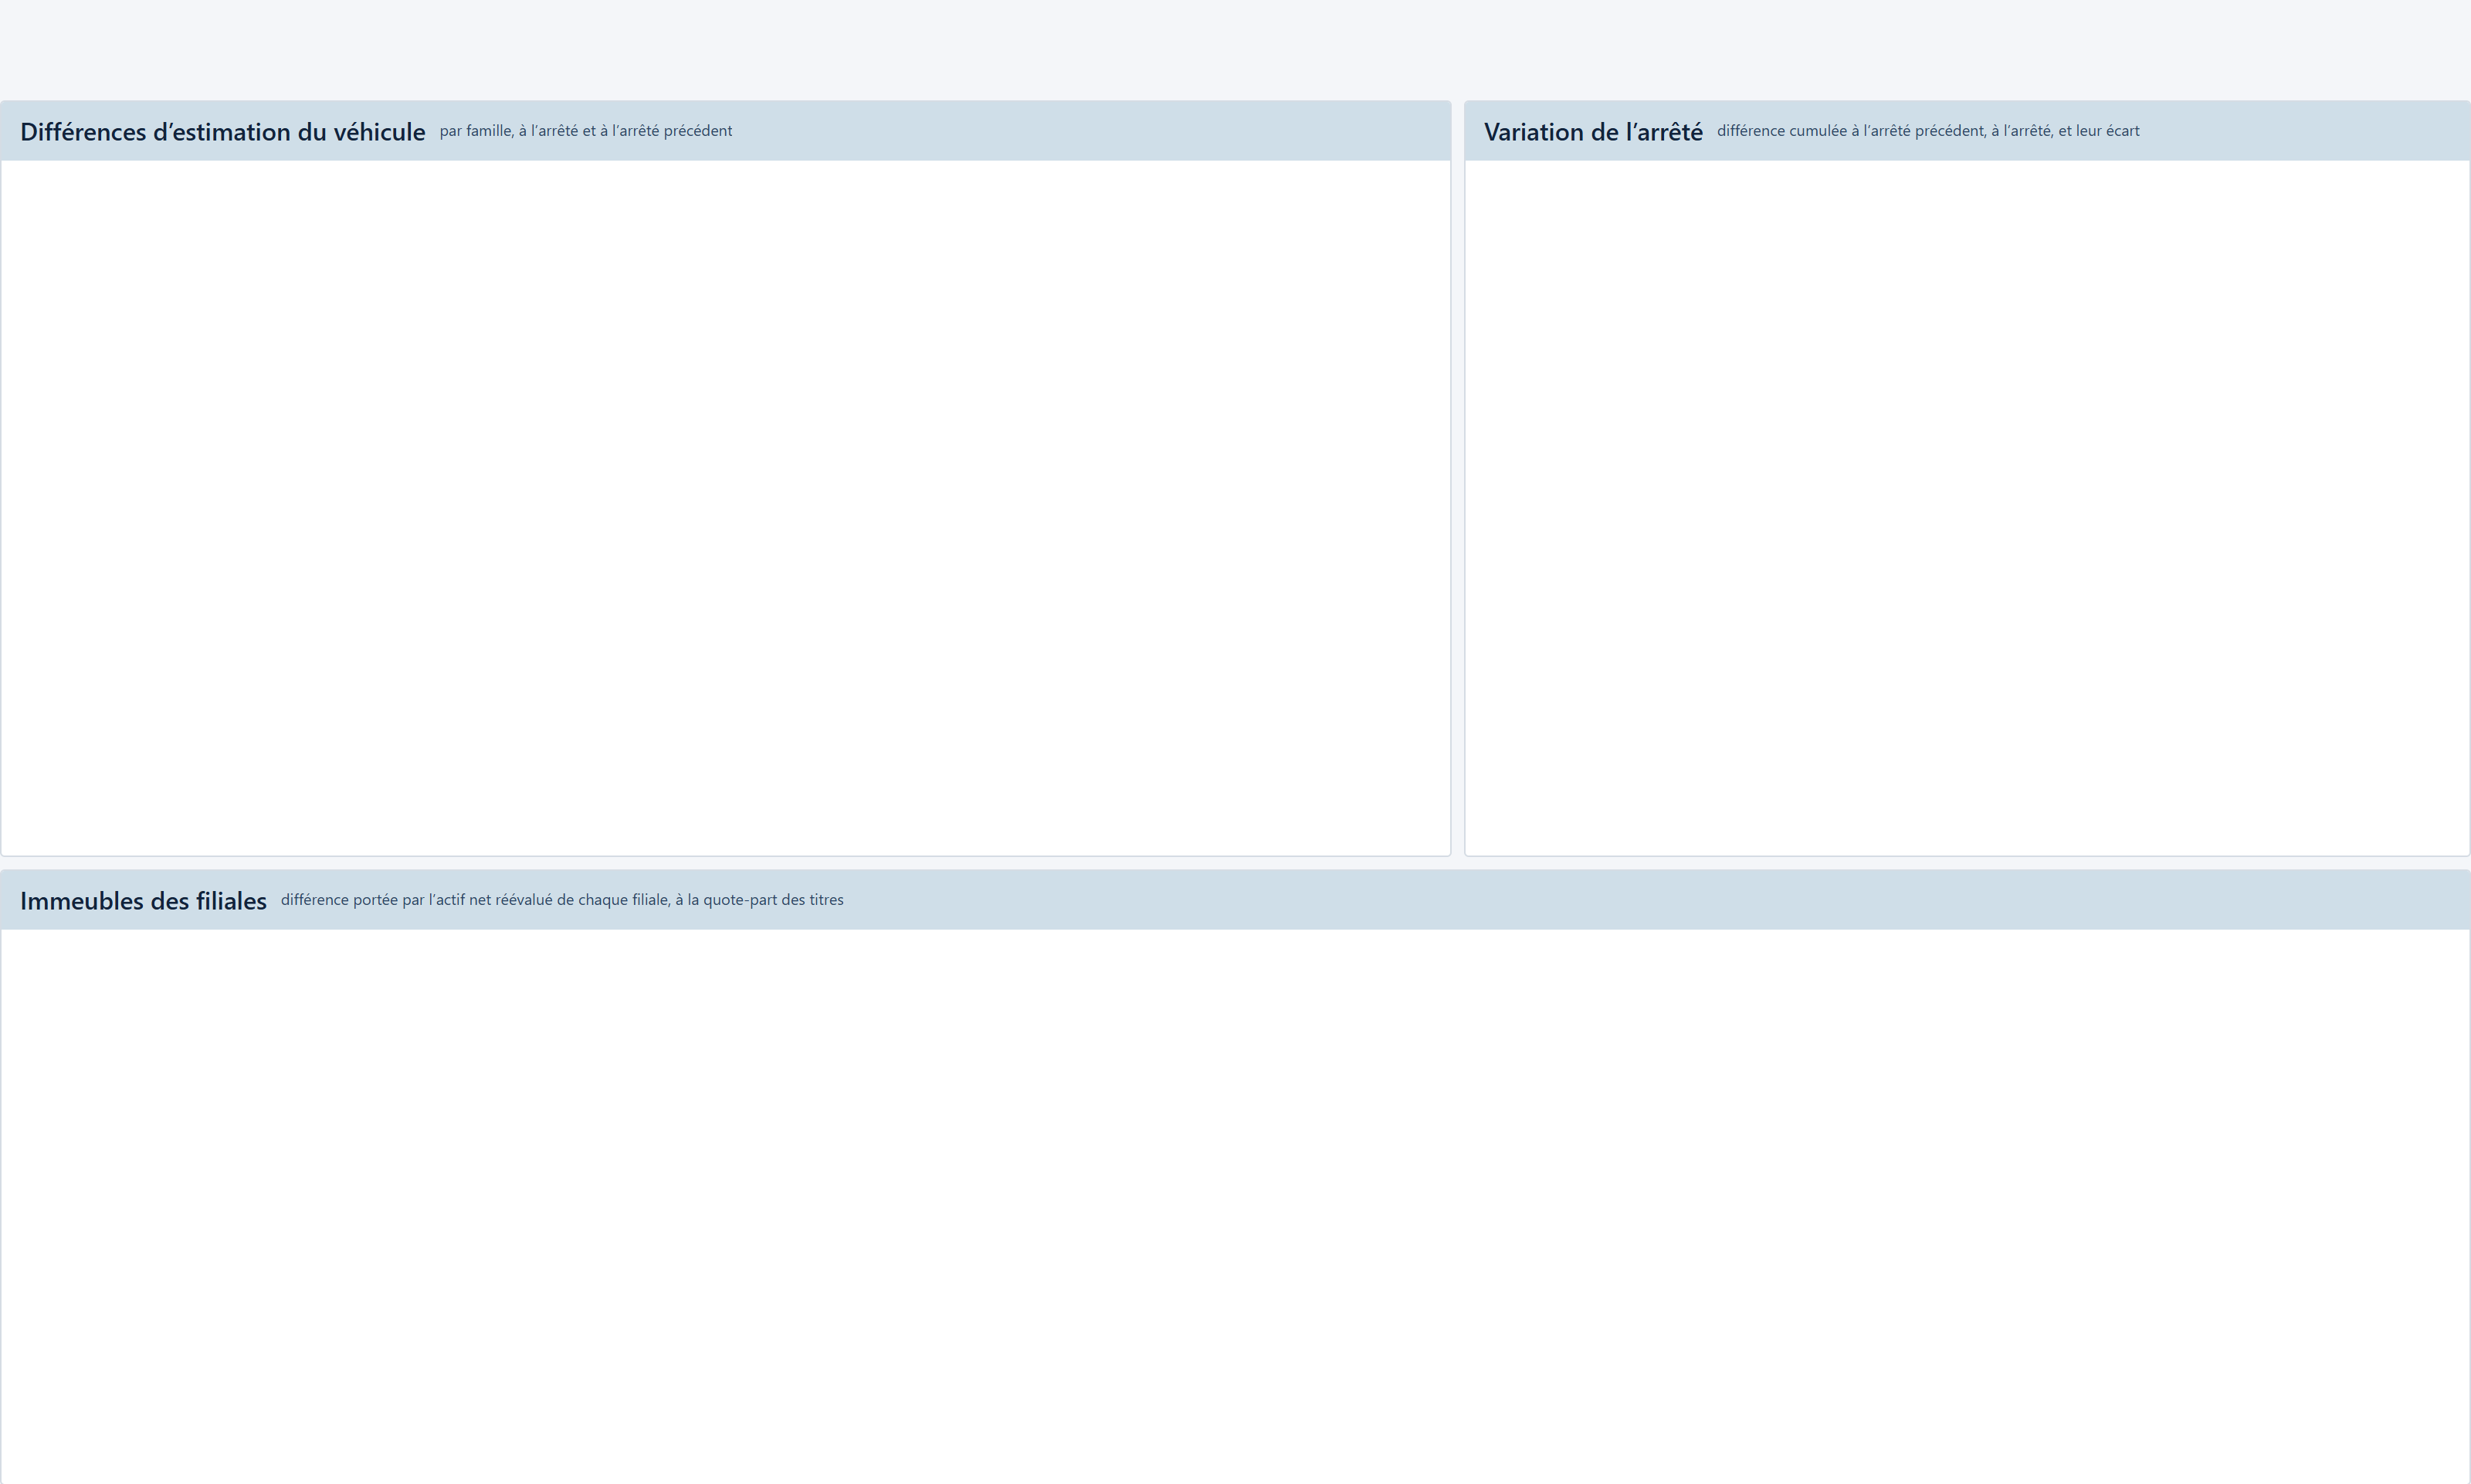 Différences d’estimation du véhicule par famille, à l’arrêté et à l’arrêté précédent
Variation de l’arrêté différence cumulée à l’arrêté précédent, à l’arrêté, et leur écart
Immeubles des filiales différence portée par l’actif net réévalué de chaque filiale, à la quote-part des titres